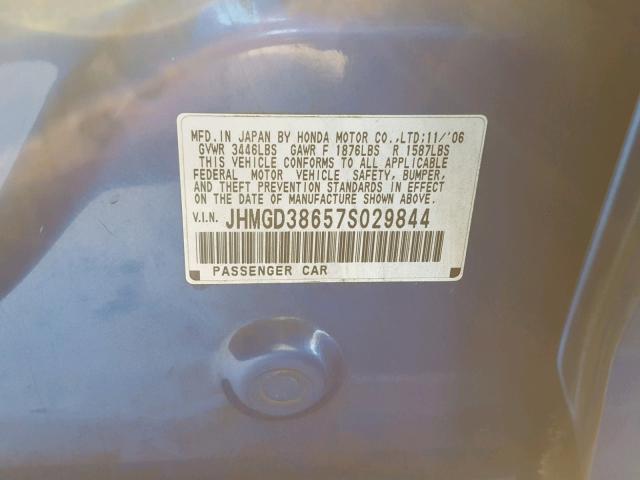 MFD. IN JAPAN BY HONDA MOTOR CO.,LTD;11/'06
GVWR 3446LBS GAWR F 1876LBS R 1587LBS
THIS VEHICLE CONFORMS TO ALL APPLICABLE
FEDERAL MOTOR VEHICLE SAFETY, BUMPER,
AND THEFT PREVENTION STANDARDS IN EFFECT
ON THE DATE OF MANUFACTURE SHOWN ABOVE.
V.I.N. JHMGD38657S029844
PASSENGER CAR